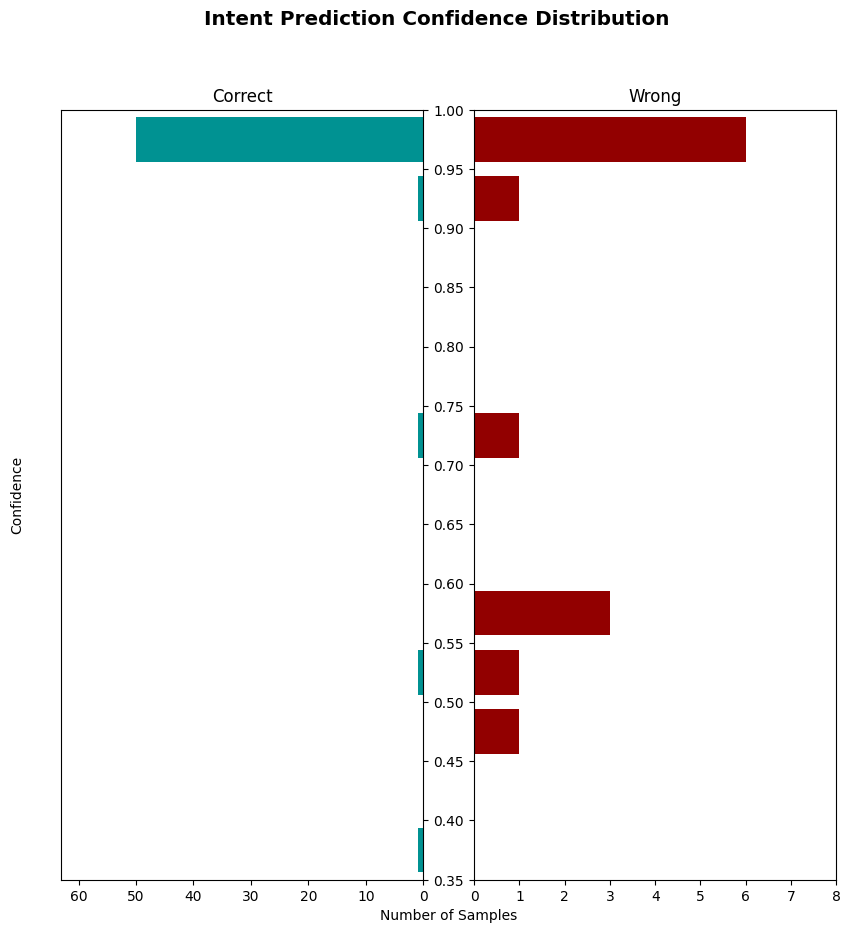 Intent Prediction Confidence Distribution
Correct
Wrong
1.00
0.95
0.90
0.85
0.80
0.75
0.70
0.65
0.60
0.55
0.50
0.45
0.40
0.35
Confidence
60 50 40 30 20 10 0
0 1 2 3 4 5 6 7 8
Number of Samples